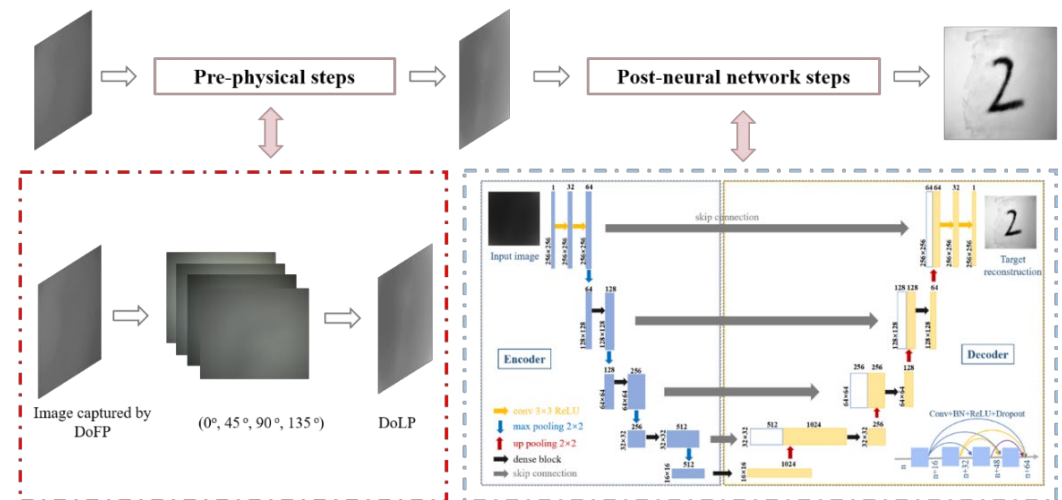 Pre-physical steps
Post-neural network steps
2
Image captured by
DoFP
(0°, 45 °, 90 °, 135°)
DoLP
Input image
1 32 64
256×256 256×256 256×256
skip connection
64 64 32 1
256×256 256×256 256×256
2
Target
reconstruction
64 128
128×128 128×128
128 128 64
128×128 128×128
Encoder
Decoder
128 256
64×64 64×64
256 256 128
64×64 64×64
conv 3×3 ReLU
max pooling 2×2
up pooling 2×2
dense block
skip connection
256 512
32×32 32×32
512 1024 256
32×32 32×32
512
16×16
1024
16×16
Conv+BN+ReLU+Dropout
n n+16 n+32 n+48 n+64